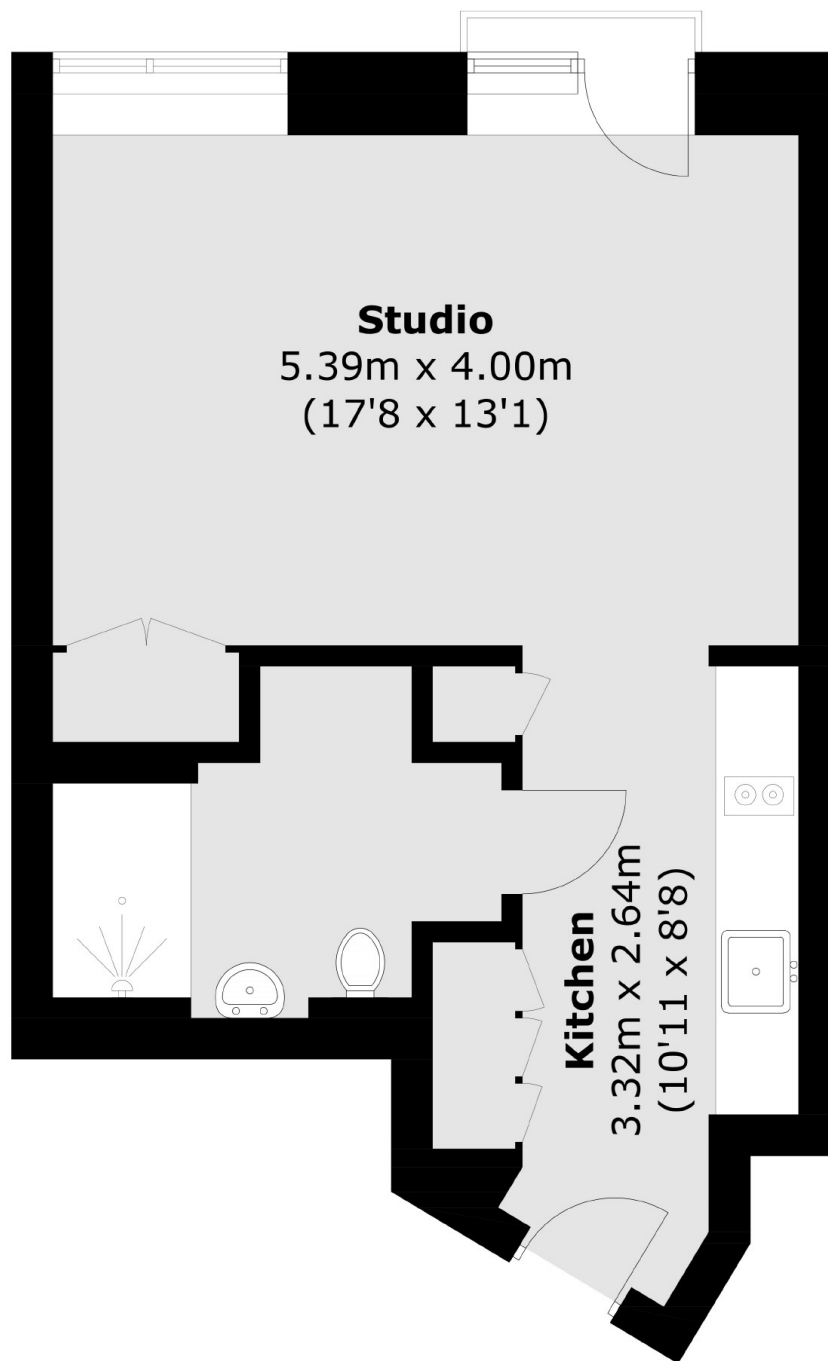 Studio
5.39m x 4.00m
(17'8 x 13'1)
Kitchen
3.32m x 2.64m
(10'11 x 8'8)